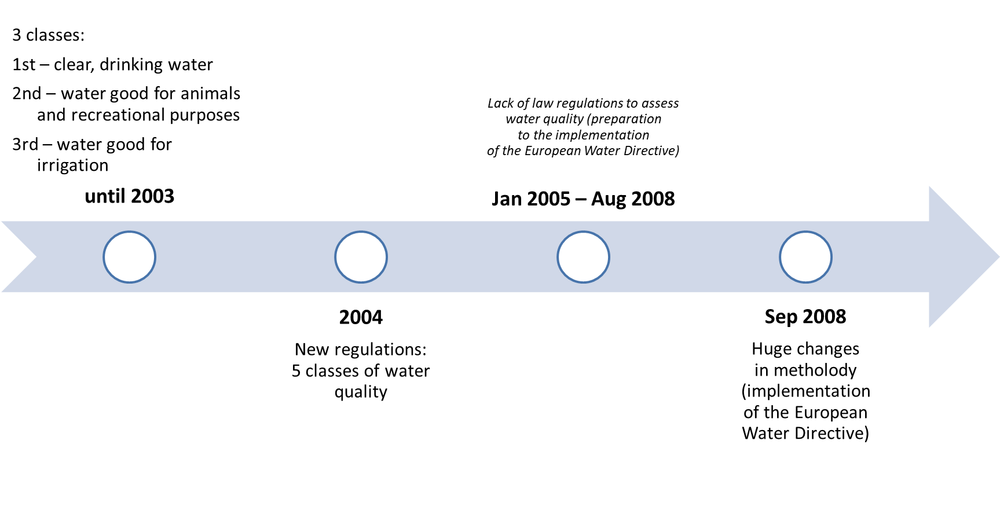 3 classes:
1st – clear, drinking water
2nd – water good for animals
and recreational purposes
3rd – water good for
irrigation
until 2003
2004
New regulations:
5 classes of water
quality
Lack of law regulations to assess
water quality (preparation
to the implementation
of the European Water Directive)
Jan 2005 – Aug 2008
Sep 2008
Huge changes
in metholody
(implementation
of the European
Water Directive)